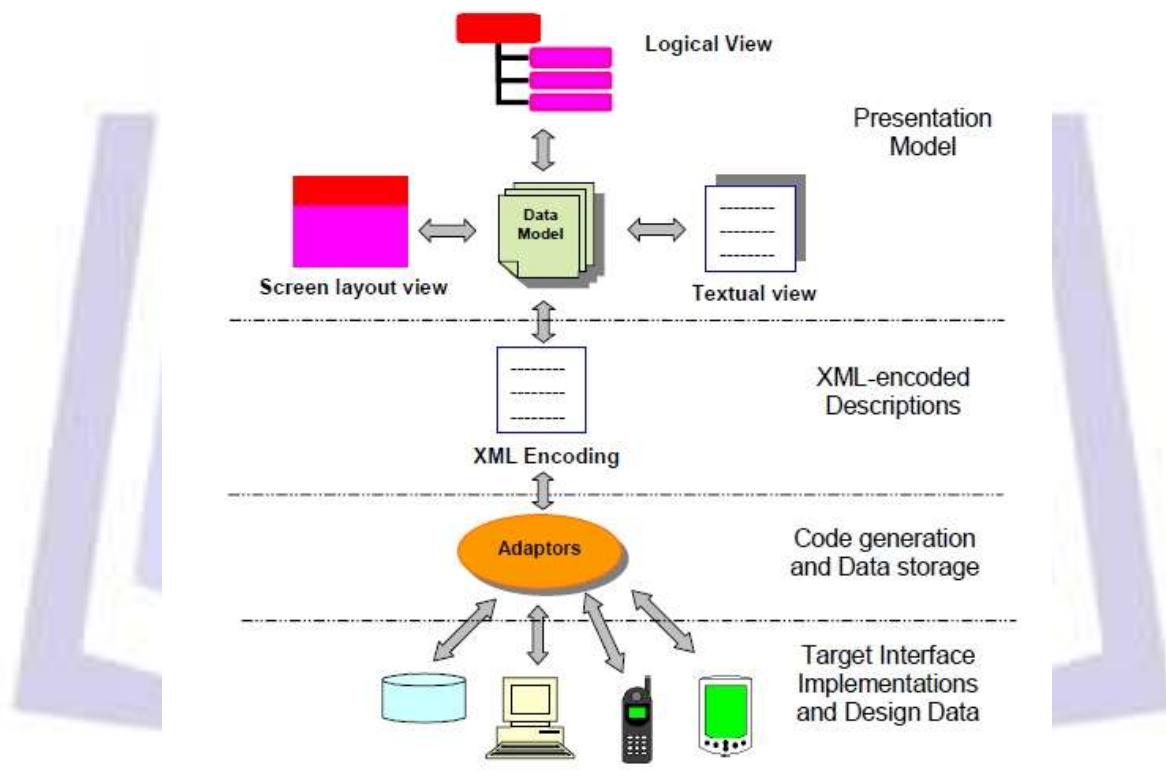 Logical View
Presentation
Model
Data
Model
Screen layout view
Textual view
XML-encoded
Descriptions
XML Encoding
Adaptors
Code generation
and Data storage
Target Interface
Implementations
and Design Data